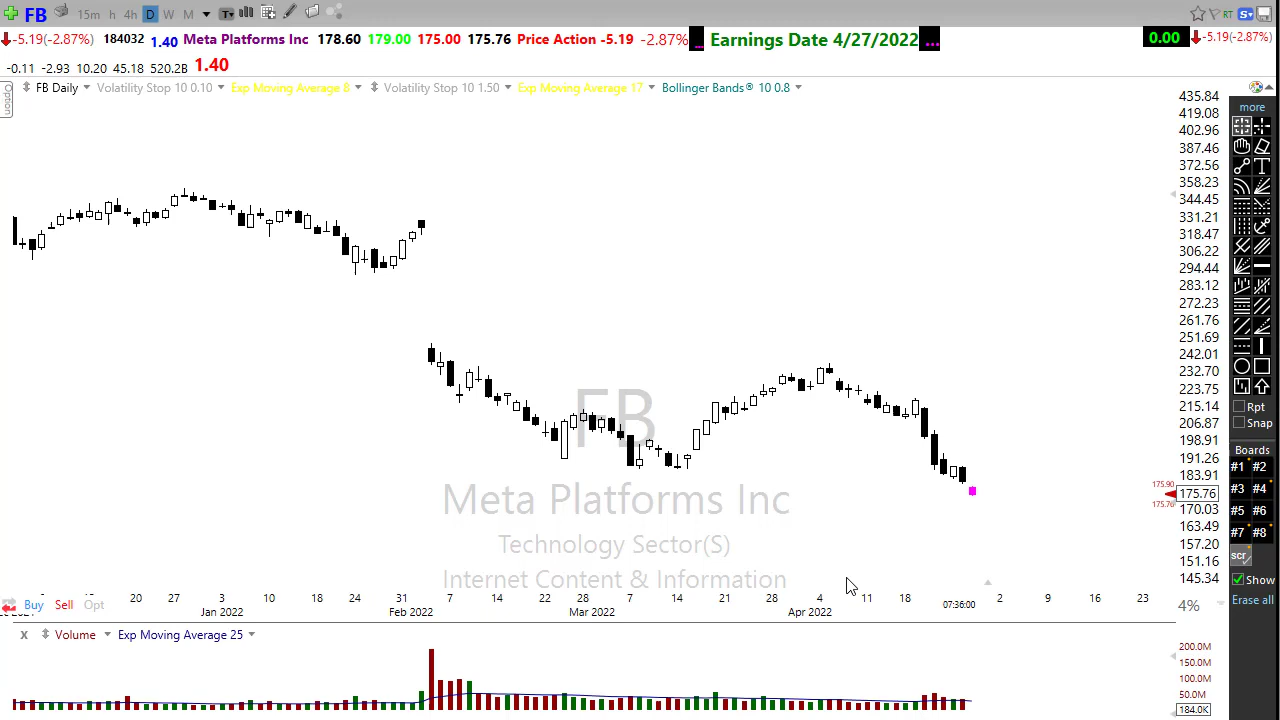 FB 15m h 4h D W M T RT S
-5.19(-2.87%) 184032 1.40 Meta Platforms Inc 178.60 179.00 175.00 175.76 Price Action -5.19 -2.87% ... Earnings Date 4/27/2022 ... 0.00 -5.19(-2.87%)
-0.11 -2.93 10.20 45.18 520.2B 1.40
Option
FB Daily Volatility Stop 10 0.10 Exp Moving Average 8 Volatility Stop 10 1.50 Exp Moving Average 17 Bollinger Bands® 10 0.8
435.84
419.08
402.96
387.46
372.56
358.23
344.45
331.21
318.47
306.22
294.44
283.12
272.23
261.76
251.69
242.01
232.70
223.75
215.14
206.87
198.91
191.26
183.91
175.90
175.76
175.76
170.03
163.49
157.20
151.16
145.34
more
T
Rpt
Snap
Boards
#1 #2
#3 #4
#5 #6
#7 #8
scr
Show
Erase all
FB
Meta Platforms Inc
Technology Sector(S)
Internet Content & Information
20 27 10 18 24 31 7 14 22 7 14 21 28 4 11 18 2 9 16 23
Buy Sell Opt Jan 2022 Feb 2022 Mar 2022 Apr 2022 07:36:00 4%
x Volume Exp Moving Average 25
200.0M
150.0M
100.0M
50.0M
184.0K